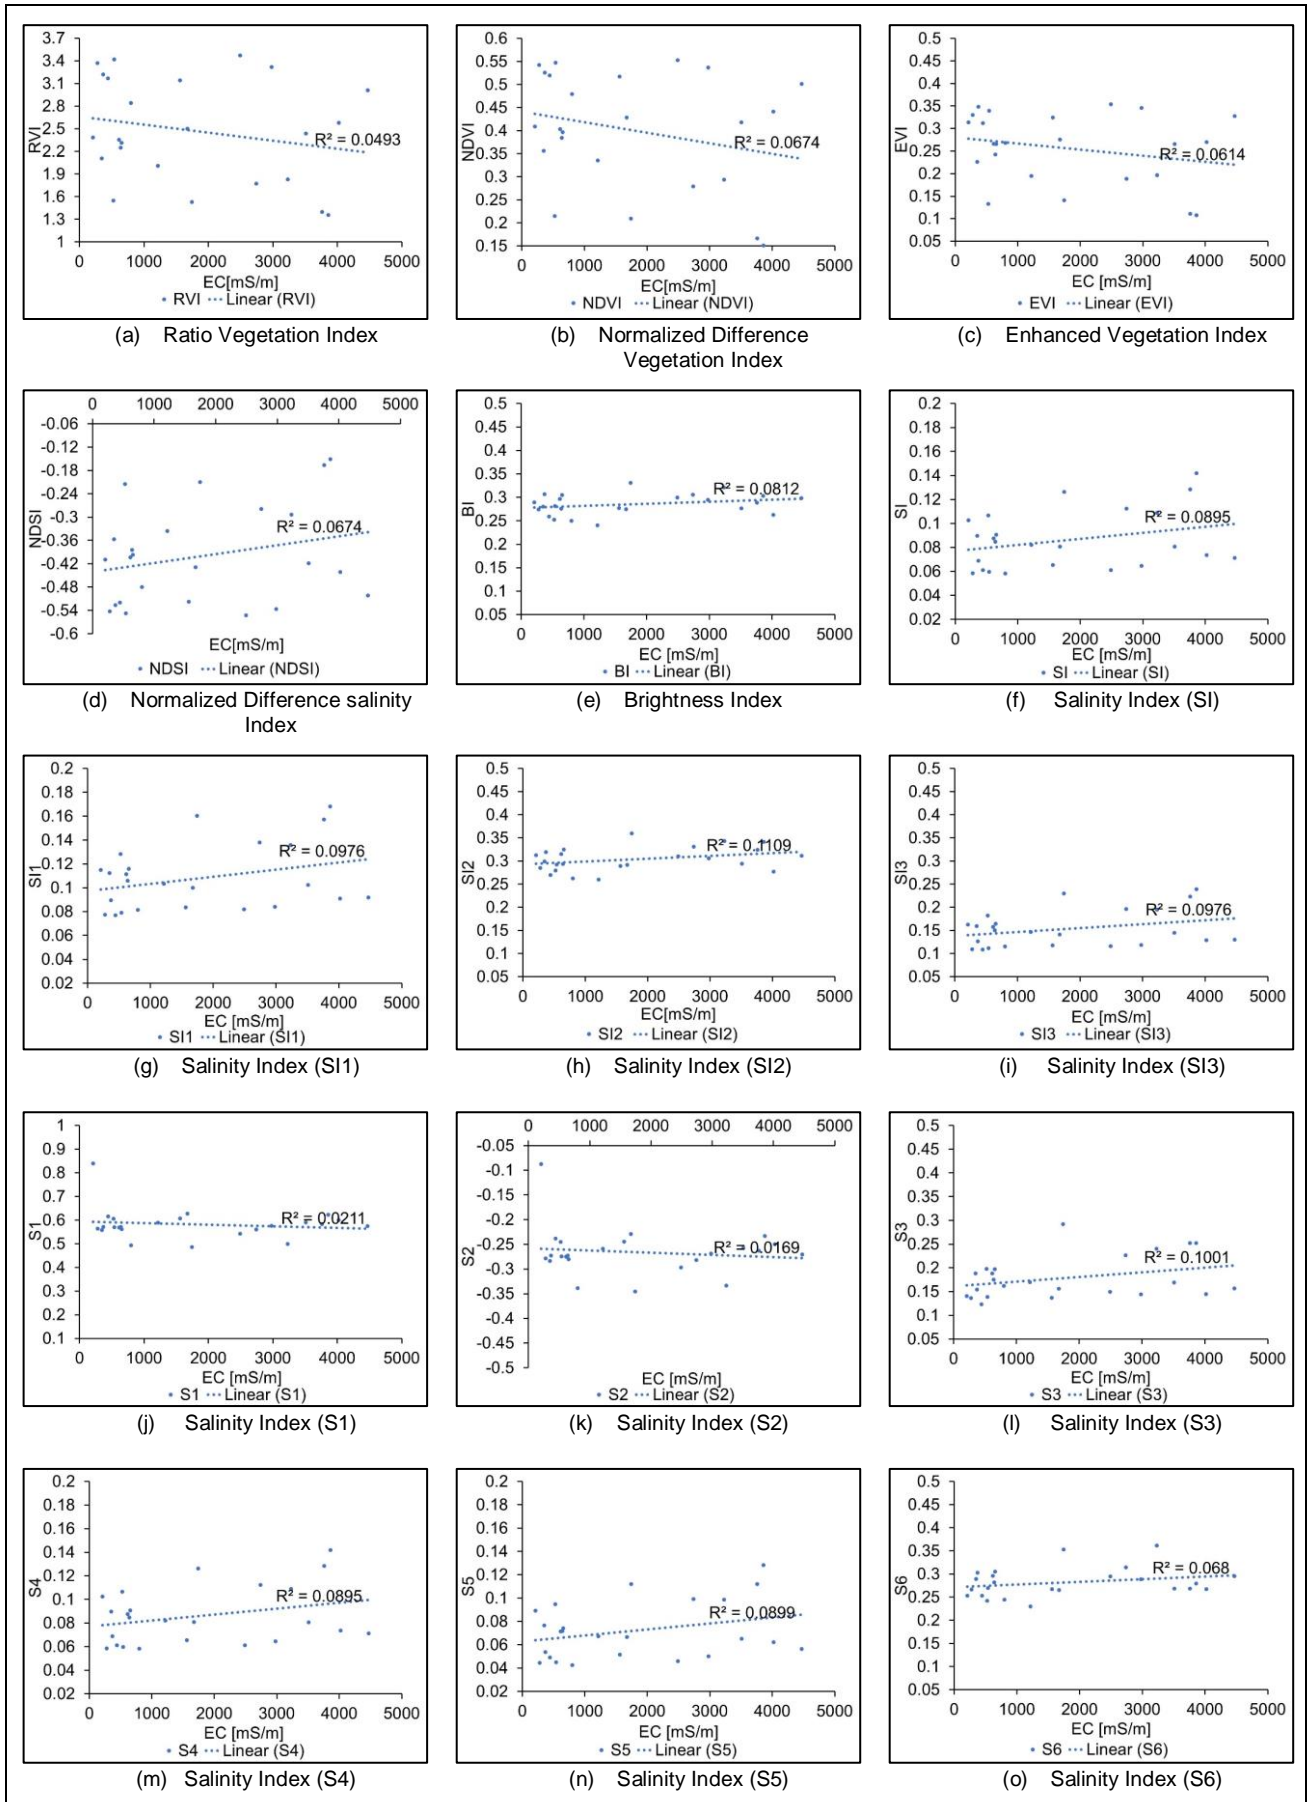 3.7
3.4
3.1
2.8
2.5
2.2
1.9
1.6
1.3
1
RVI
R² = 0.0493
0 1000 2000 3000 4000 5000
EC[mS/m]
RVI Linear (RVI)
(a) Ratio Vegetation Index
0.6
0.55
0.5
0.45
0.4
0.35
0.3
0.25
0.2
0.15
NDVI
R² = 0.0674
0 1000 2000 3000 4000 5000
EC[mS/m]
NDVI Linear (NDVI)
(b) Normalized Difference
Vegetation Index
0.5
0.45
0.4
0.35
0.3
0.25
0.2
0.15
0.1
0.05
EVI
R² = 0.0614
0 1000 2000 3000 4000 5000
EC[mS/m]
EVI Linear (EVI)
(c) Enhanced Vegetation Index
0 1000 2000 3000 4000 5000
-0.06
-0.12
-0.18
-0.24
-0.3
-0.36
-0.42
-0.48
-0.54
-0.6
NDSI
R² = 0.0674
EC[mS/m]
NDSI Linear (NDSI)
(d) Normalized Difference salinity
Index
0.5
0.45
0.4
0.35
0.3
0.25
0.2
0.15
0.1
0.05
BI
R² = 0.0812
0 1000 2000 3000 4000 5000
EC [mS/m]
BI Linear (BI)
(e) Brightness Index
0.2
0.18
0.16
0.14
0.12
0.1
0.08
0.06
0.04
0.02
SI
R² = 0.0895
0 1000 2000 3000 4000 5000
EC [mS/m]
SI Linear (SI)
(f) Salinity Index (SI)
0.2
0.18
0.16
0.14
0.12
0.1
0.08
0.06
0.04
0.02
SI1
R² = 0.0976
0 1000 2000 3000 4000 5000
EC [mS/m]
SI1 Linear (SI1)
(g) Salinity Index (SI1)
0.5
0.45
0.4
0.35
0.3
0.25
0.2
0.15
0.1
0.05
SI2
R² = 0.1109
0 1000 2000 3000 4000 5000
EC[mS/m]
SI2 Linear (SI2)
(h) Salinity Index (SI2)
0.5
0.45
0.4
0.35
0.3
0.25
0.2
0.15
0.1
0.05
SI3
R² = 0.0976
0 1000 2000 3000 4000 5000
EC [mS/m]
SI3 Linear (SI3)
(i) Salinity Index (SI3)
1
0.9
0.8
0.7
0.6
0.5
0.4
0.3
0.2
0.1
S1
R² = 0.0211
0 1000 2000 3000 4000 5000
EC [mS/m]
S1 Linear (S1)
(j) Salinity Index (S1)
0 1000 2000 3000 4000 5000
-0.05
-0.1
-0.15
-0.2
-0.25
-0.3
-0.35
-0.4
-0.45
-0.5
S2
R² = 0.0169
EC [mS/m]
S2 Linear (S2)
(k) Salinity Index (S2)
0.5
0.45
0.4
0.35
0.3
0.25
0.2
0.15
0.1
0.05
S3
R² = 0.1001
0 1000 2000 3000 4000 5000
EC [mS/m]
S3 Linear (S3)
(l) Salinity Index (S3)
0.2
0.18
0.16
0.14
0.12
0.1
0.08
0.06
0.04
0.02
S4
R² = 0.0895
0 1000 2000 3000 4000 5000
EC [mS/m]
S4 Linear (S4)
(m) Salinity Index (S4)
0.2
0.18
0.16
0.14
0.12
0.1
0.08
0.06
0.04
0.02
S5
R² = 0.0899
0 1000 2000 3000 4000 5000
EC [mS/m]
S5 Linear (S5)
(n) Salinity Index (S5)
0.5
0.45
0.4
0.35
0.3
0.25
0.2
0.15
0.1
0.05
S6
R² = 0.068
0 1000 2000 3000 4000 5000
EC [mS/m]
S6 Linear (S6)
(o) Salinity Index (S6)